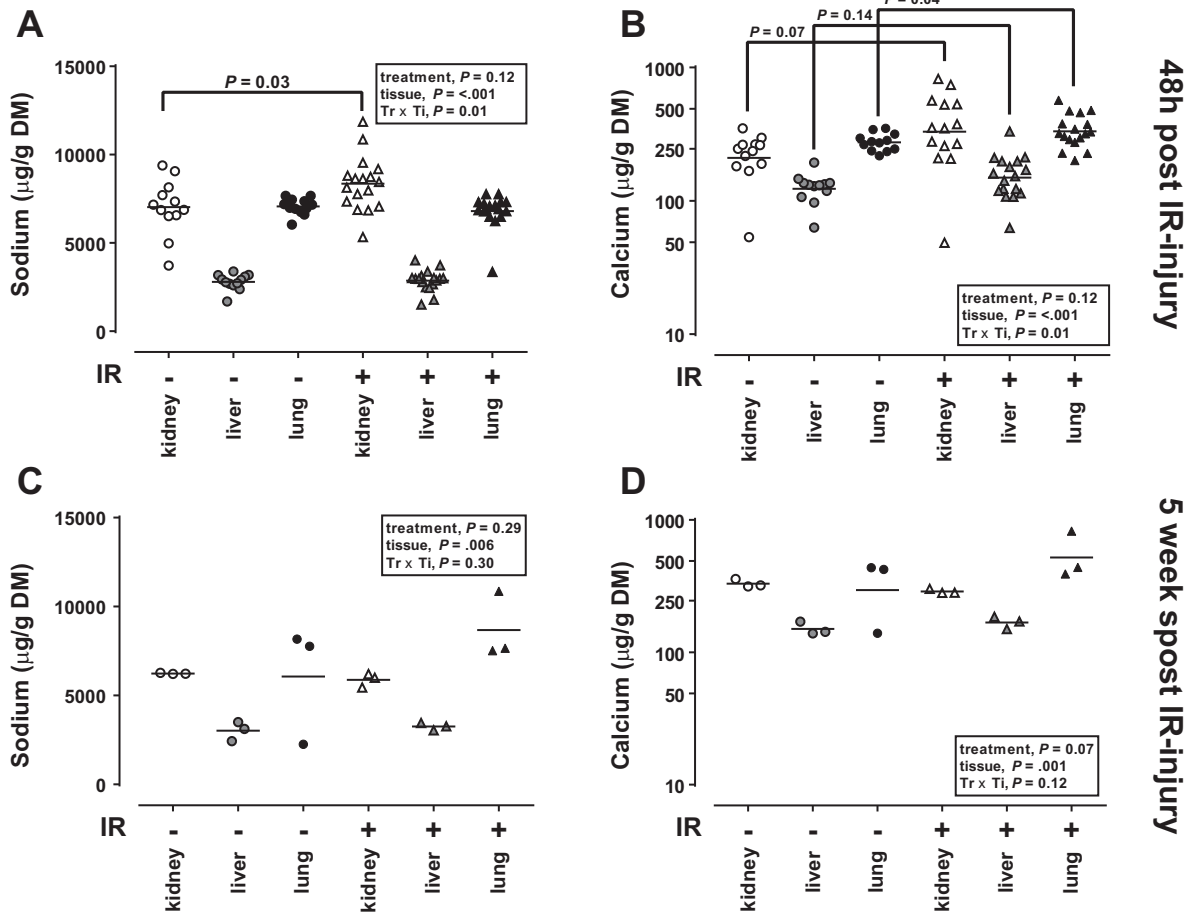 A
15000
10000
5000
0
Sodium (μg/g DM)
P = 0.03
treatment, P = 0.12
tissue, P = <.001
Tr x Ti, P = 0.01
IR - - - + + +
kidney liver lung kidney liver lung
B
P = 0.14
P = 0.07
1000
500
250
100
50
10
Calcium (μg/g DM)
treatment, P = 0.12
tissue, P = <.001
Tr x Ti, P = 0.01
IR - - - + + +
kidney liver lung kidney liver lung
48h post IR-injury
C
15000
10000
5000
0
Sodium (μg/g DM)
treatment, P = 0.29
tissue, P = .006
Tr x Ti, P = 0.30
IR - - - + + +
kidney liver lung kidney liver lung
D
1000
500
250
100
50
10
Calcium (μg/g DM)
treatment, P = 0.07
tissue, P = .001
Tr x Ti, P = 0.12
IR - - - + + +
kidney liver lung kidney liver lung
5 week spost IR-injury